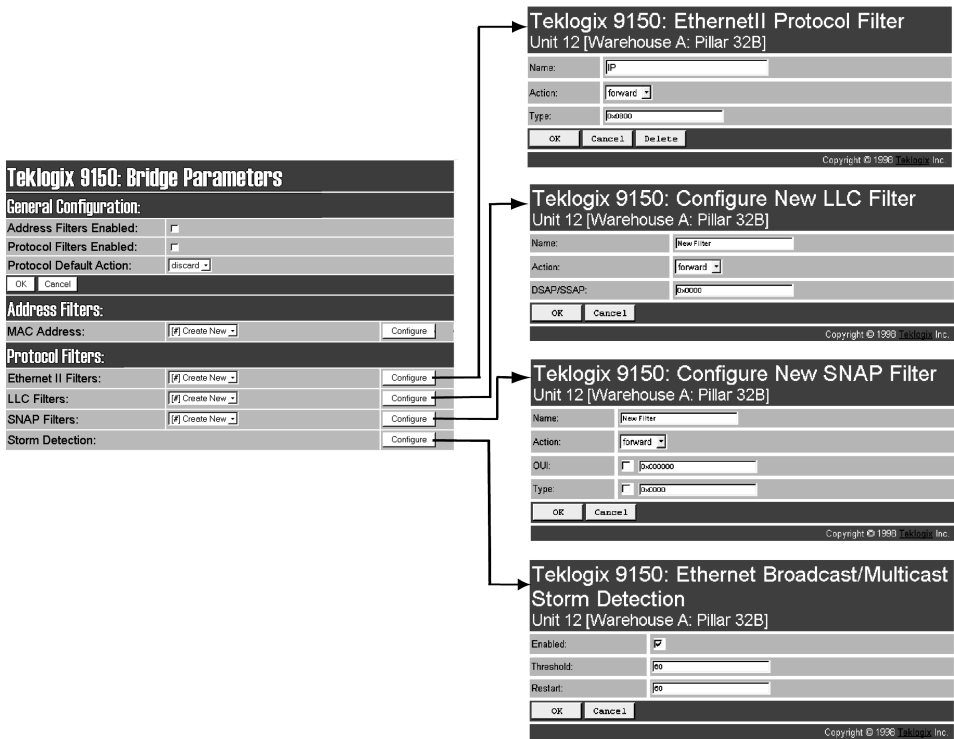 Teklogix 9150: Bridge Parameters
General Configuration:
Address Filters Enabled:
Protocol Filters Enabled:
Protocol Default Action: discard
OK Cancel
Address Filters:
MAC Address: [#] Create New Configure
Protocol Filters:
Ethernet II Filters: [#] Create New Configure
LLC Filters: [#] Create New Configure
SNAP Filters: [#] Create New Configure
Storm Detection: Configure
Teklogix 9150: EthernetII Protocol Filter
Unit 12 [Warehouse A: Pillar 32B]
Name: IP
Action: forward
Type: 0x0800
OK Cancel Delete
Copyright © 1998 Teklogix Inc.
Teklogix 9150: Configure New LLC Filter
Unit 12 [Warehouse A: Pillar 32B]
Name: New Filter
Action: forward
DSAP/SSAP: 0x0000
OK Cancel
Copyright © 1998 Teklogix Inc.
Teklogix 9150: Configure New SNAP Filter
Unit 12 [Warehouse A: Pillar 32B]
Name: New Filter
Action: forward
OUI: 0x000000
Type: 0x0000
OK Cancel
Copyright © 1998 Teklogix Inc.
Teklogix 9150: Ethernet Broadcast/Multicast
Storm Detection
Unit 12 [Warehouse A: Pillar 32B]
Enabled:
Threshold: 60
Restart: 60
OK Cancel
Copyright © 1998 Teklogix Inc.